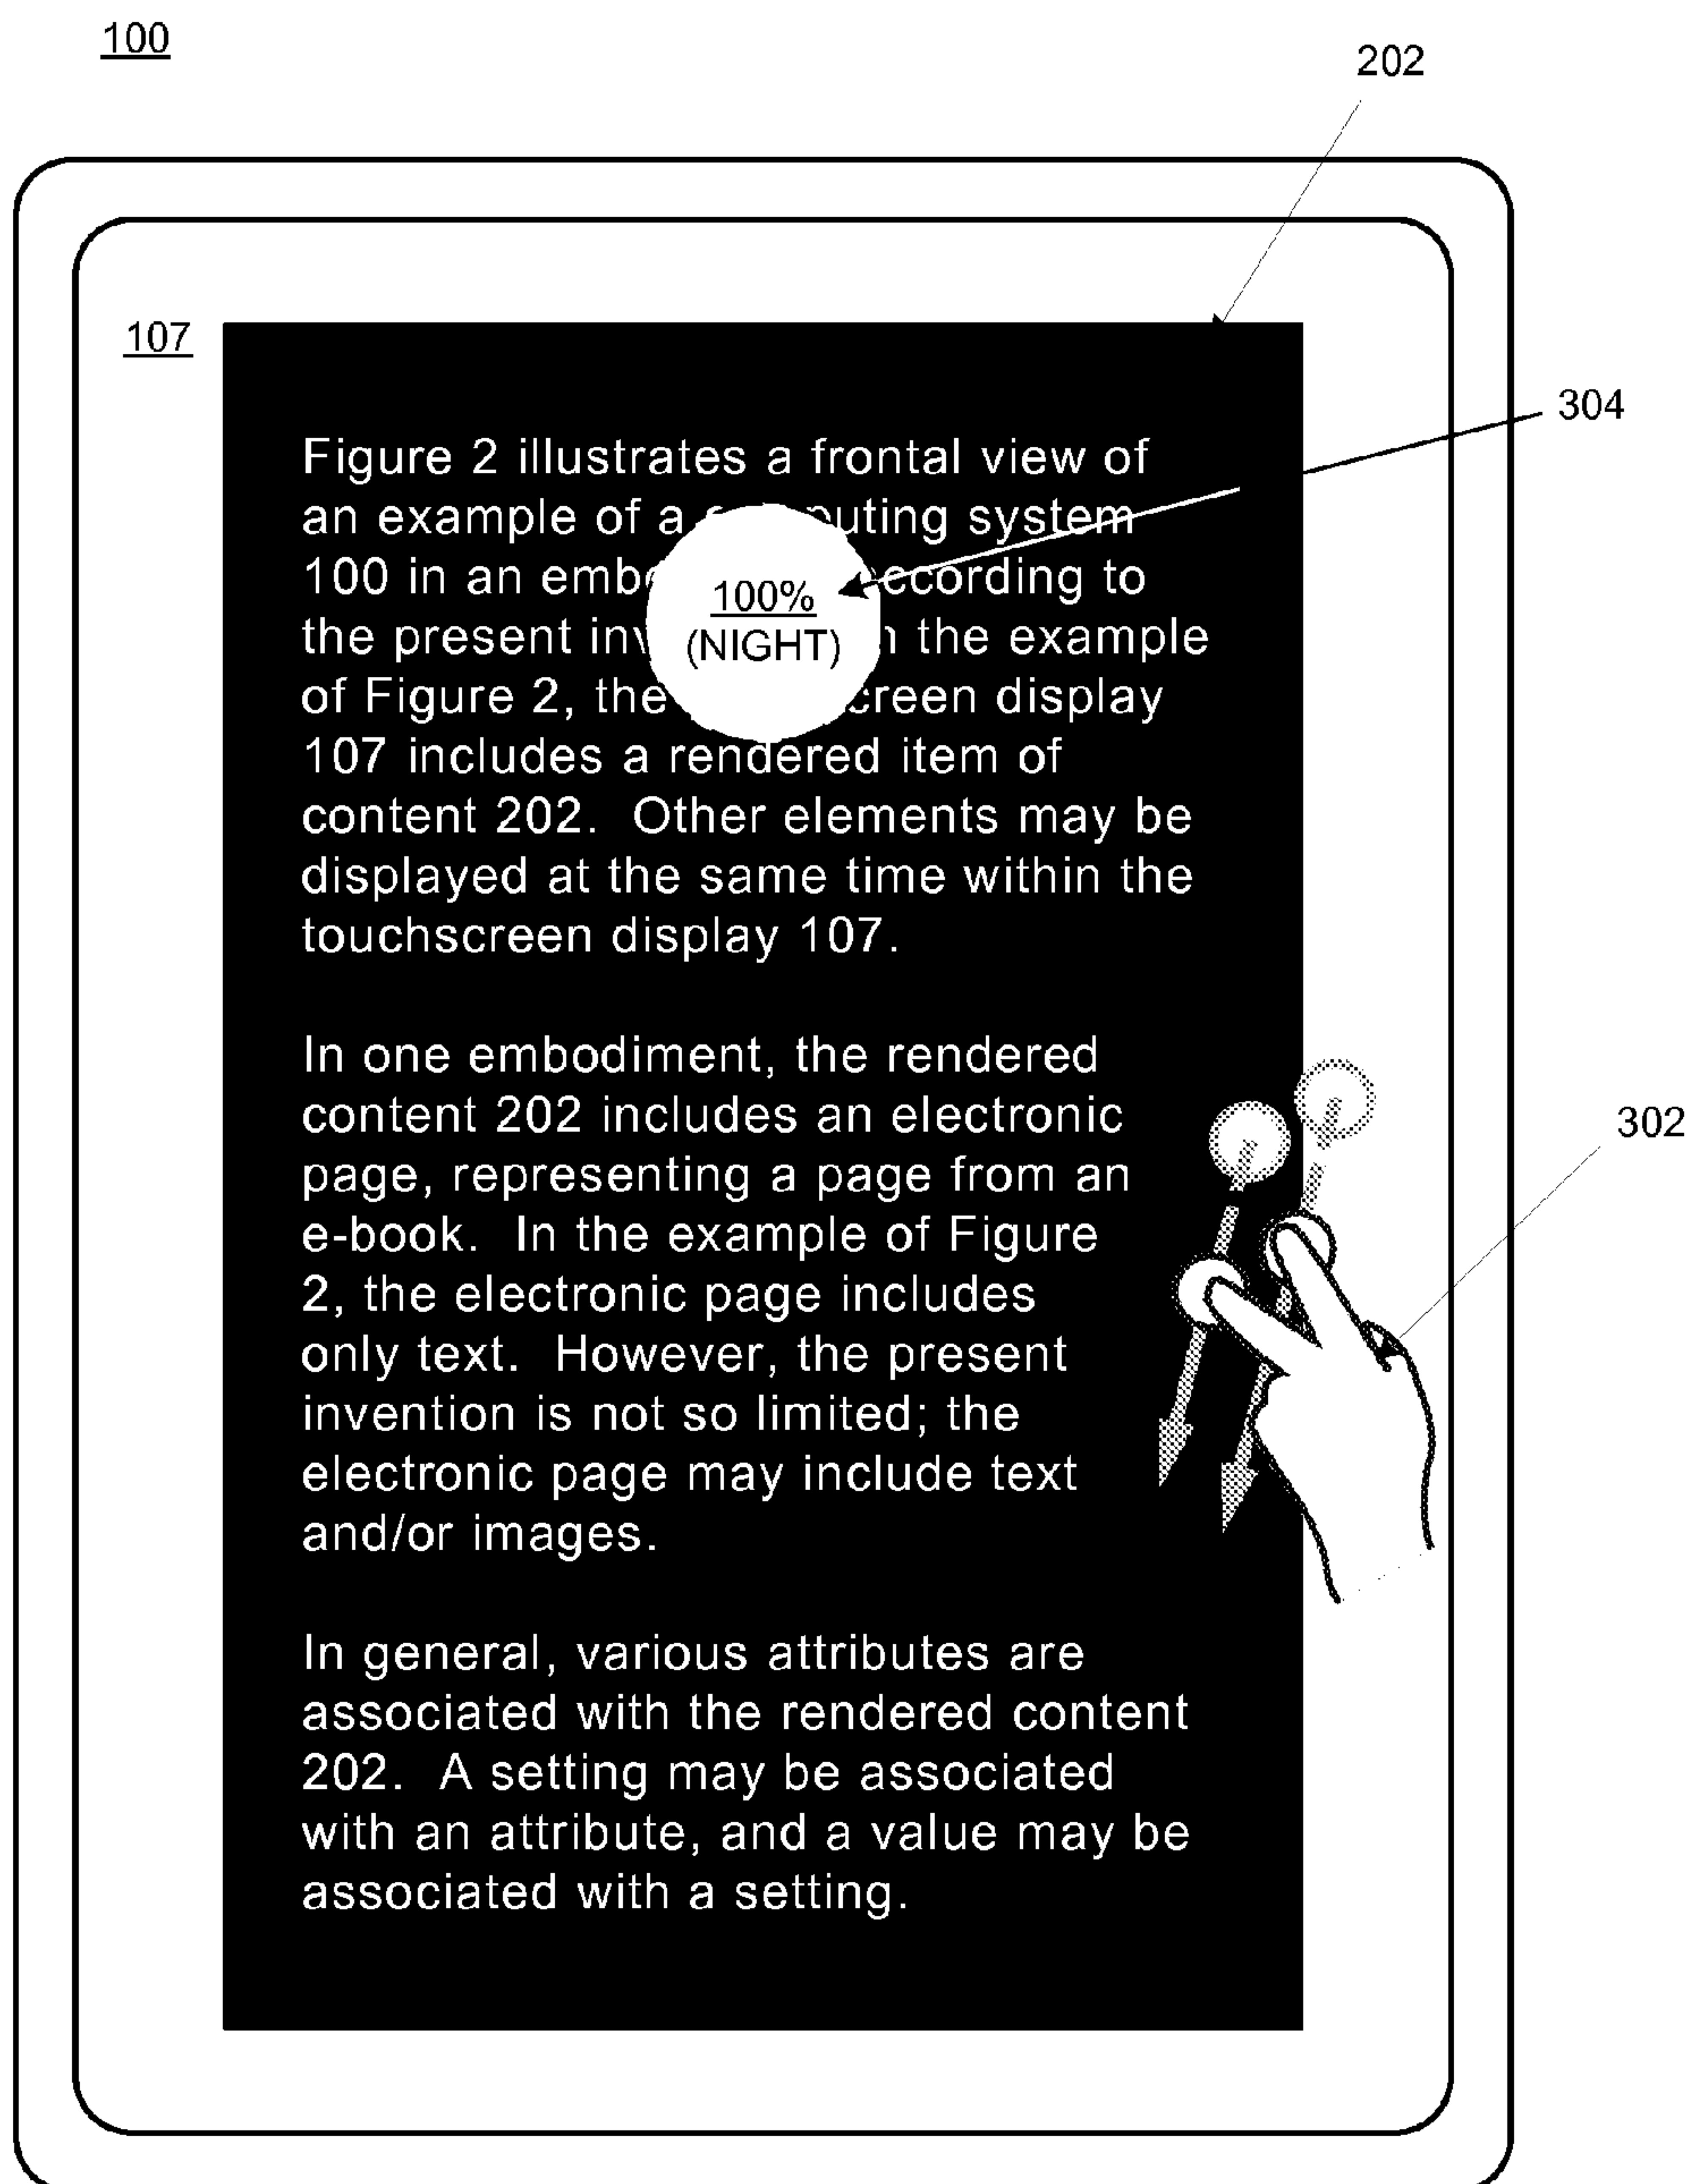 100
202
107
304
Figure 2 illustrates a frontal view of
an example of a puting system
100 in an emb ecording to
the present inv the example
of Figure 2, the creen display
100%
(NIGHT)
107 includes a rendered item of
content 202. Other elements may be
displayed at the same time within the
touchscreen display 107.
In one embodiment, the rendered
content 202 includes an electronic
page, representing a page from an
e-book. In the example of Figure
2, the electronic page includes
only text. However, the present
invention is not so limited; the
electronic page may include text
and/or images.
302
In general, various attributes are
associated with the rendered content
202. A setting may be associated
with an attribute, and a value may be
associated with a setting.